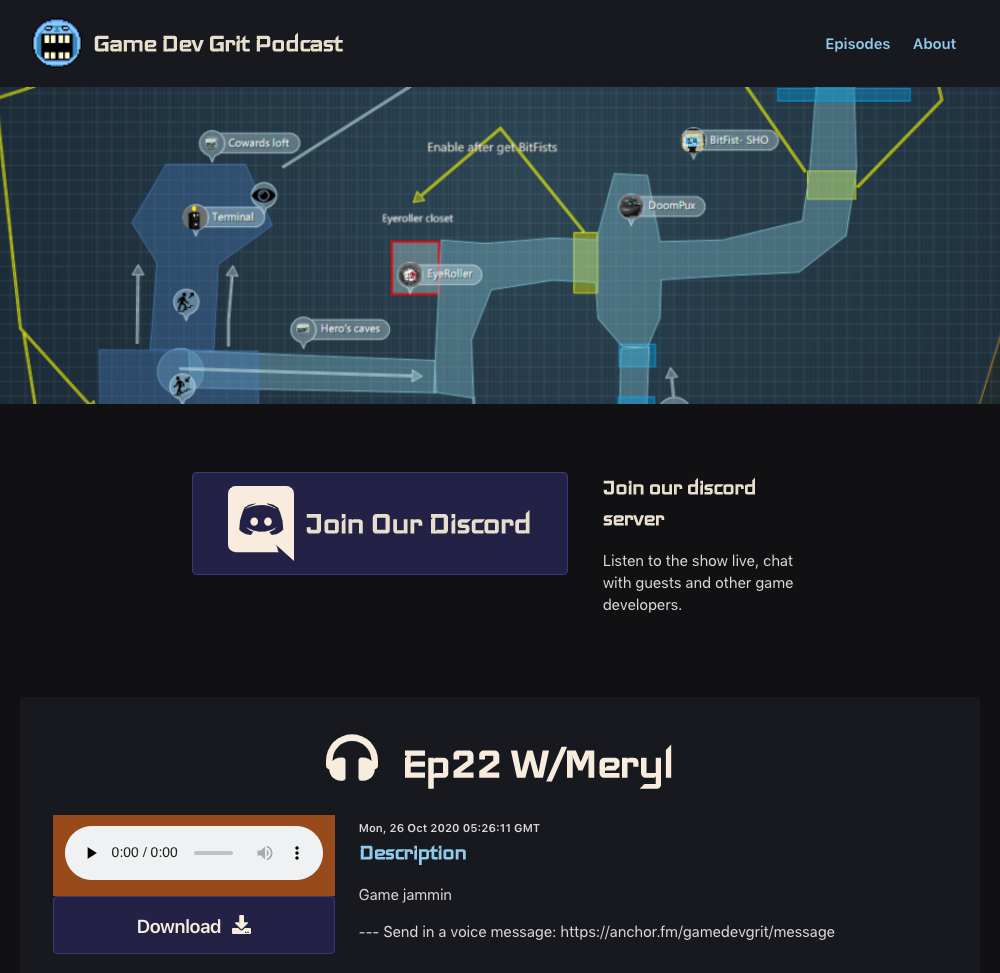 Game Dev Grit Podcast
Episodes
About
Cowards loft
Enable after get BitFists
BitFist- SHO
Terminal
DoomPux
Eyeroller closet
EyeRoller
Hero's caves
Join Our Discord
Join our discord
server
Listen to the show live, chat
with guests and other game
developers.
Ep22 W/Meryl
0:00 / 0:00
Mon, 26 Oct 2020 05:26:11 GMT
Description
Game jammin
Download
--- Send in a voice message: https://anchor.fm/gamedevgrit/message